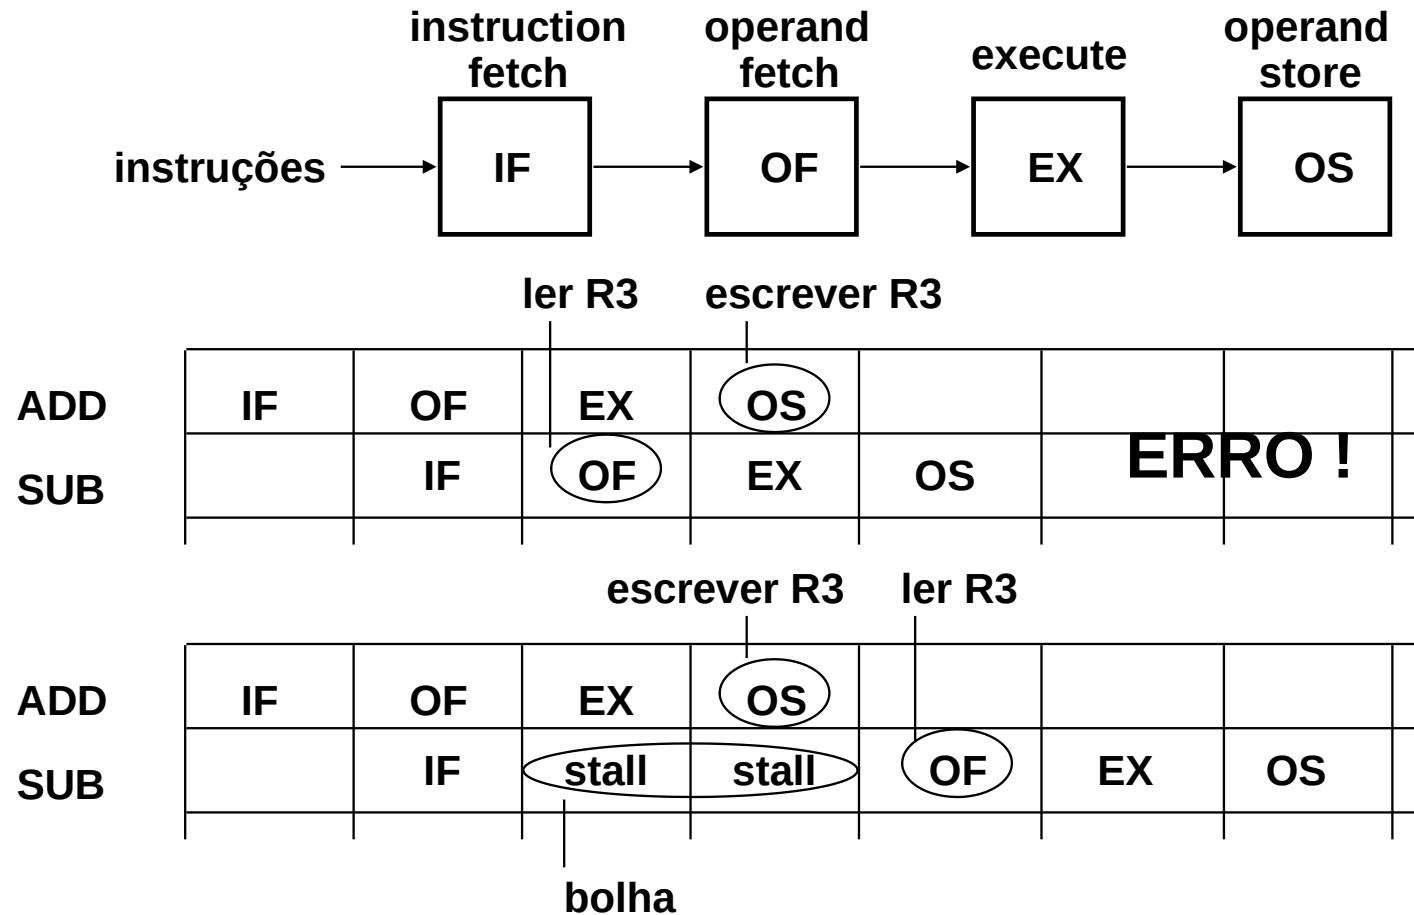 instruction fetch
operand fetch
execute
operand store
instruções
IF
OF
EX
OS
ler R3
escrever R3
ADD IF OF EX OS
SUB IF OF EX OS
ERRO !
escrever R3
ler R3
ADD IF OF EX OS
SUB IF stall stall OF EX OS
bolha